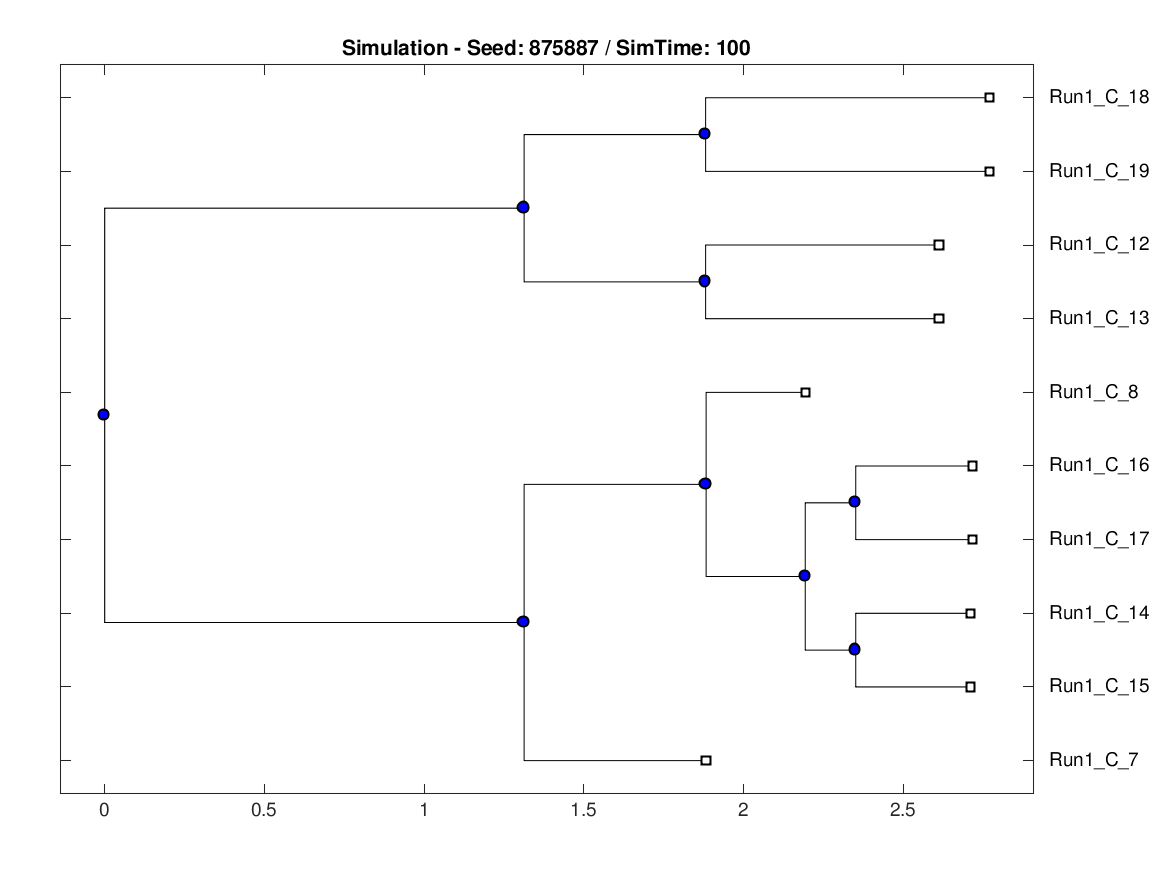 Simulation - Seed: 875887 / SimTime: 100
Run1_C_18
Run1_C_19
Run1_C_12
Run1_C_13
Run1_C_8
Run1_C_16
Run1_C_17
Run1_C_14
Run1_C_15
Run1_C_7
0 0.5 1 1.5 2 2.5